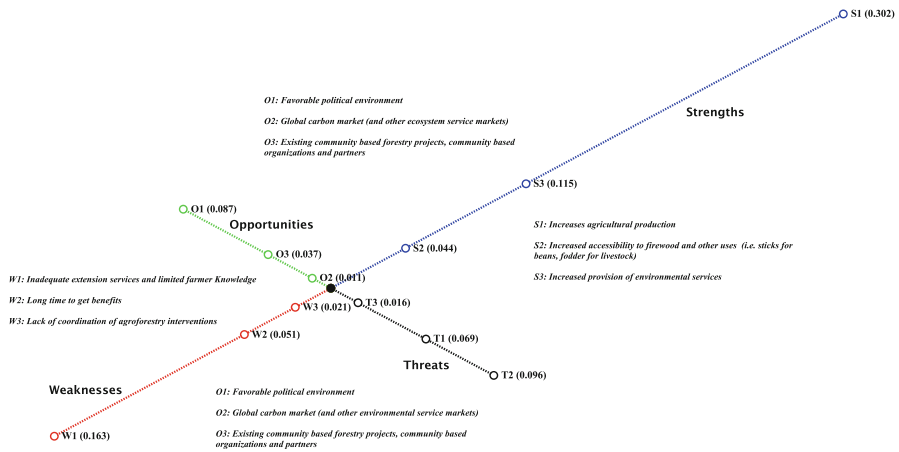 S1 (0.302)
O1: Favorable political environment
Strengths
O2: Global carbon market (and other ecosystem service markets)
O3: Existing community based forestry projects, community based
organizations and partners
S3 (0.115)
O1 (0.087)
Opportunities
S1: Increases agricultural production
S2 (0.044)
S2: Increased accessibility to firewood and other uses (i.e. sticks for
beans, fodder for livestock)
O3 (0.037)
S3: Increased provision of environmental services
O2 (0.011)
W1: Inadequate extension services and limited farmer Knowledge
W2: Long time to get benefits
W3: Lack of coordination of agroforestry interventions
W3 (0.021)
T3 (0.016)
W2 (0.051)
T1 (0.069)
Threats
T2 (0.096)
Weaknesses
O1: Favorable political environment
O2: Global carbon market (and other environmental service markets)
O3: Existing community based forestry projects, community based
organizations and partners
W1 (0.163)